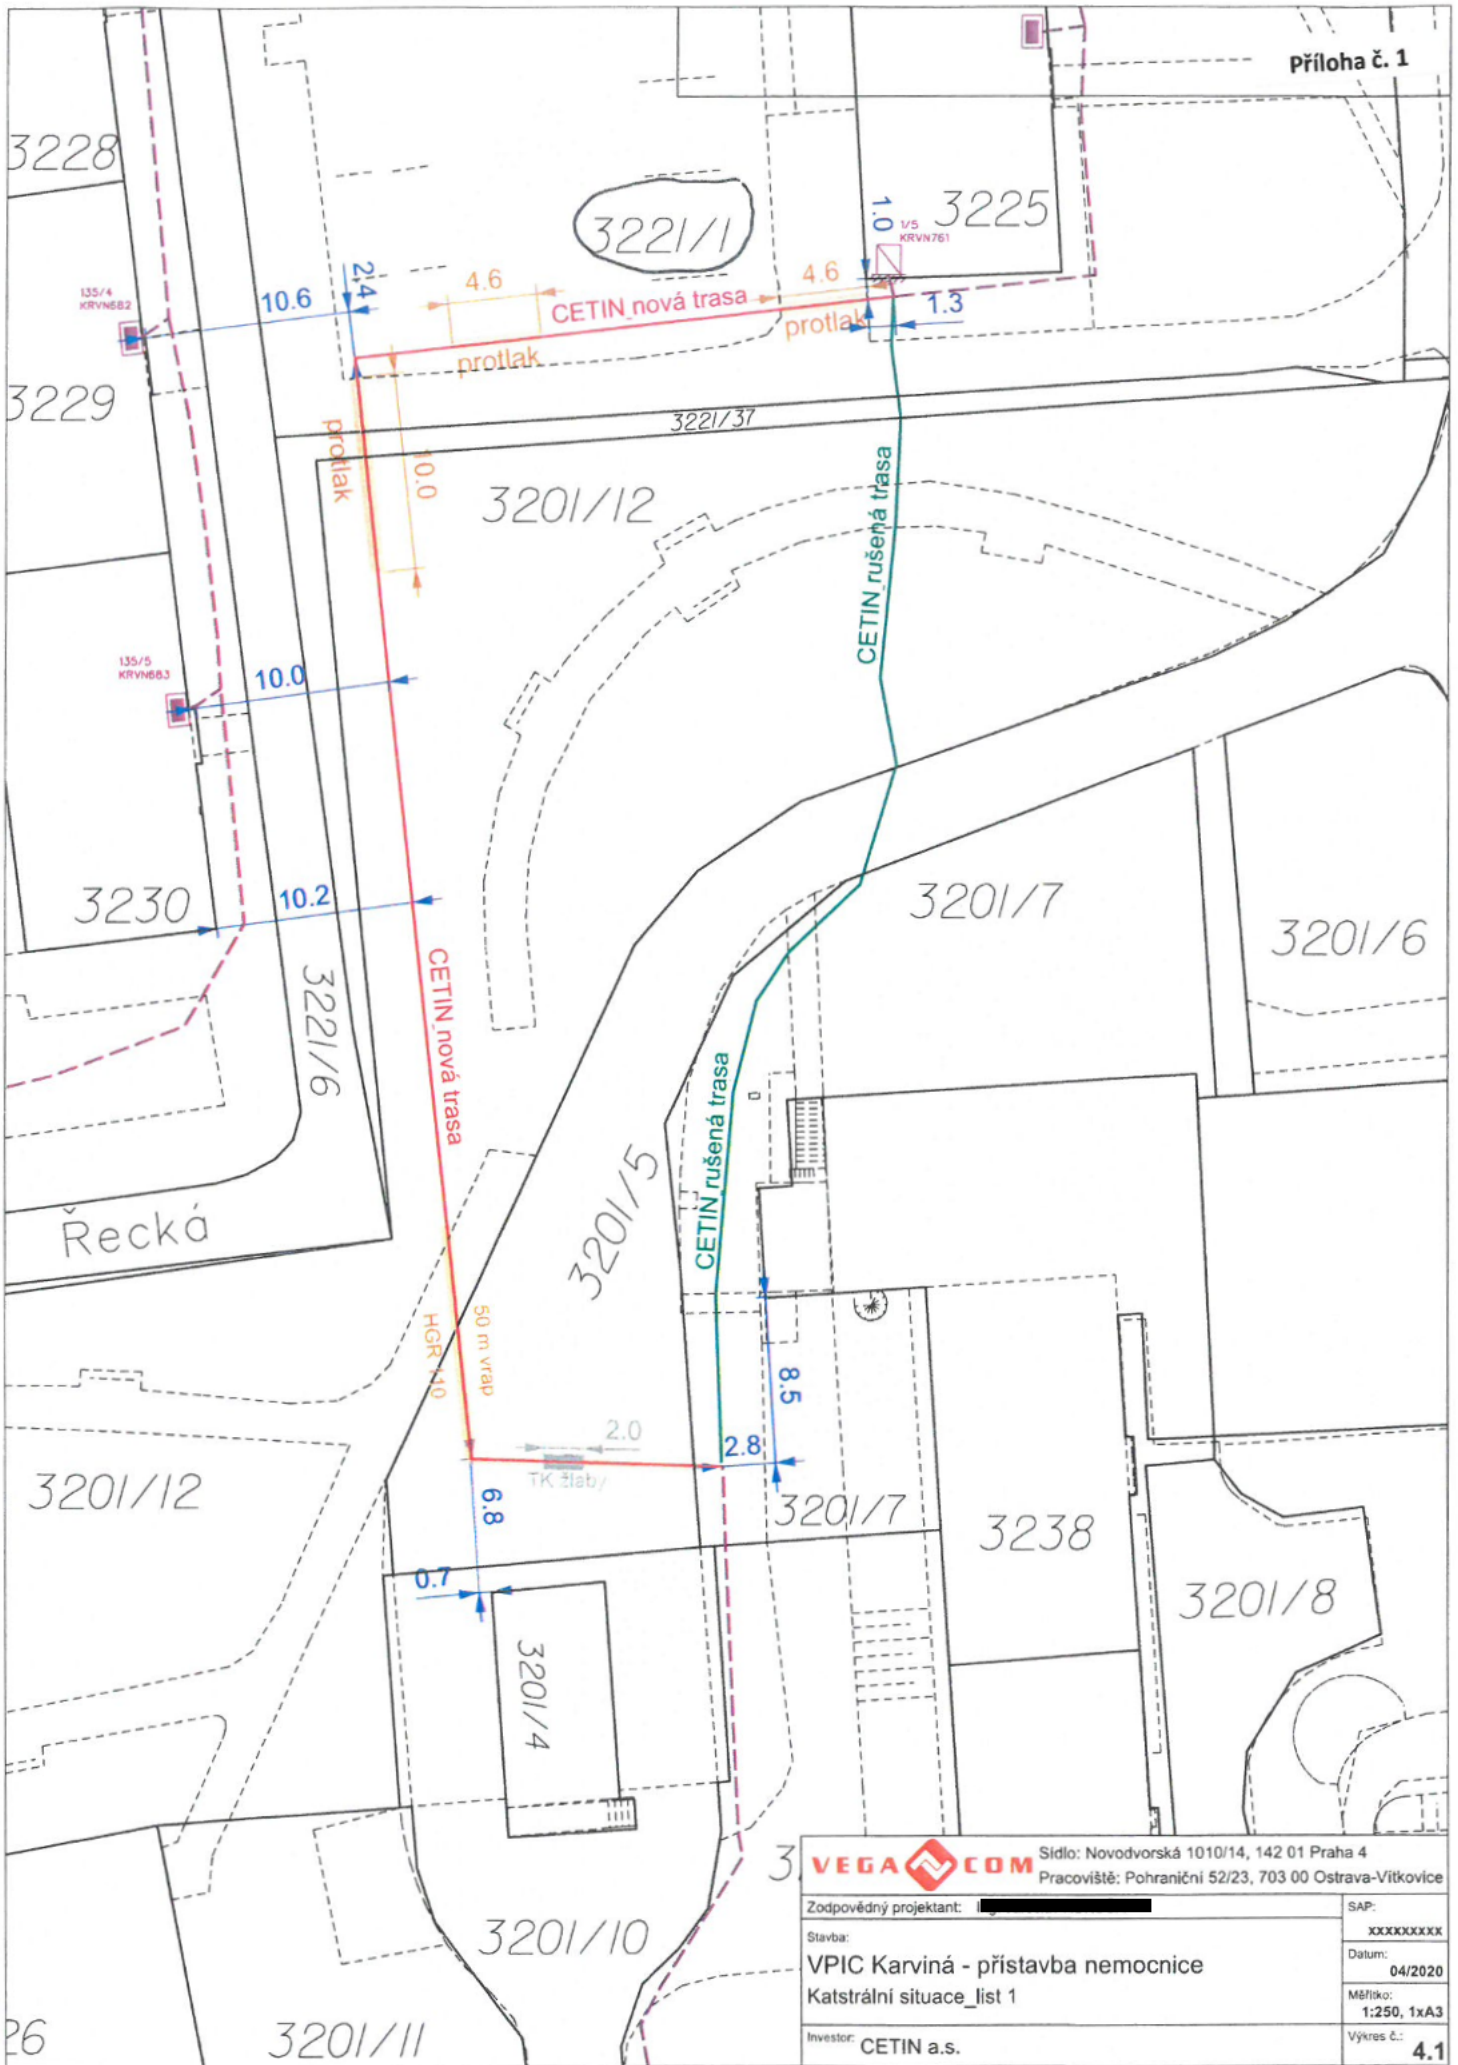 Příloha č. 1
3228
3221/1
3225
1.0
1/5
KRVN761
135/4
KRVN682
10.6
2.4
4.6
CETIN_nová trasa
4.6
1.3
protlak
protlak
3229
3221/37
protlak
10.0
3201/12
CETIN_rušená trasa
135/5
KRVN683
10.0
3230
10.2
3201/7
3201/6
3221/6
CETIN_nová trasa
CETIN_rušená trasa
3201/5
Řecká
HGR 110
50 m vrap
8.5
2.0
2.8
TK žlaby
3201/12
6.8
3201/7
3238
0.7
3201/8
3201/4
3201/10
26
3201/11
VEGA COM
Sídlo: Novodvorská 1010/14, 142 01 Praha 4
Pracoviště: Pohraniční 52/23, 703 00 Ostrava-Vítkovice
Zodpovědný projektant:
SAP:
xxxxxxxxx
Stavba:
VPIC Karviná - přístavba nemocnice
Katstrální situace_list 1
Datum:
04/2020
Měřítko:
1:250, 1xA3
Investor: CETIN a.s.
Výkres č.:
4.1